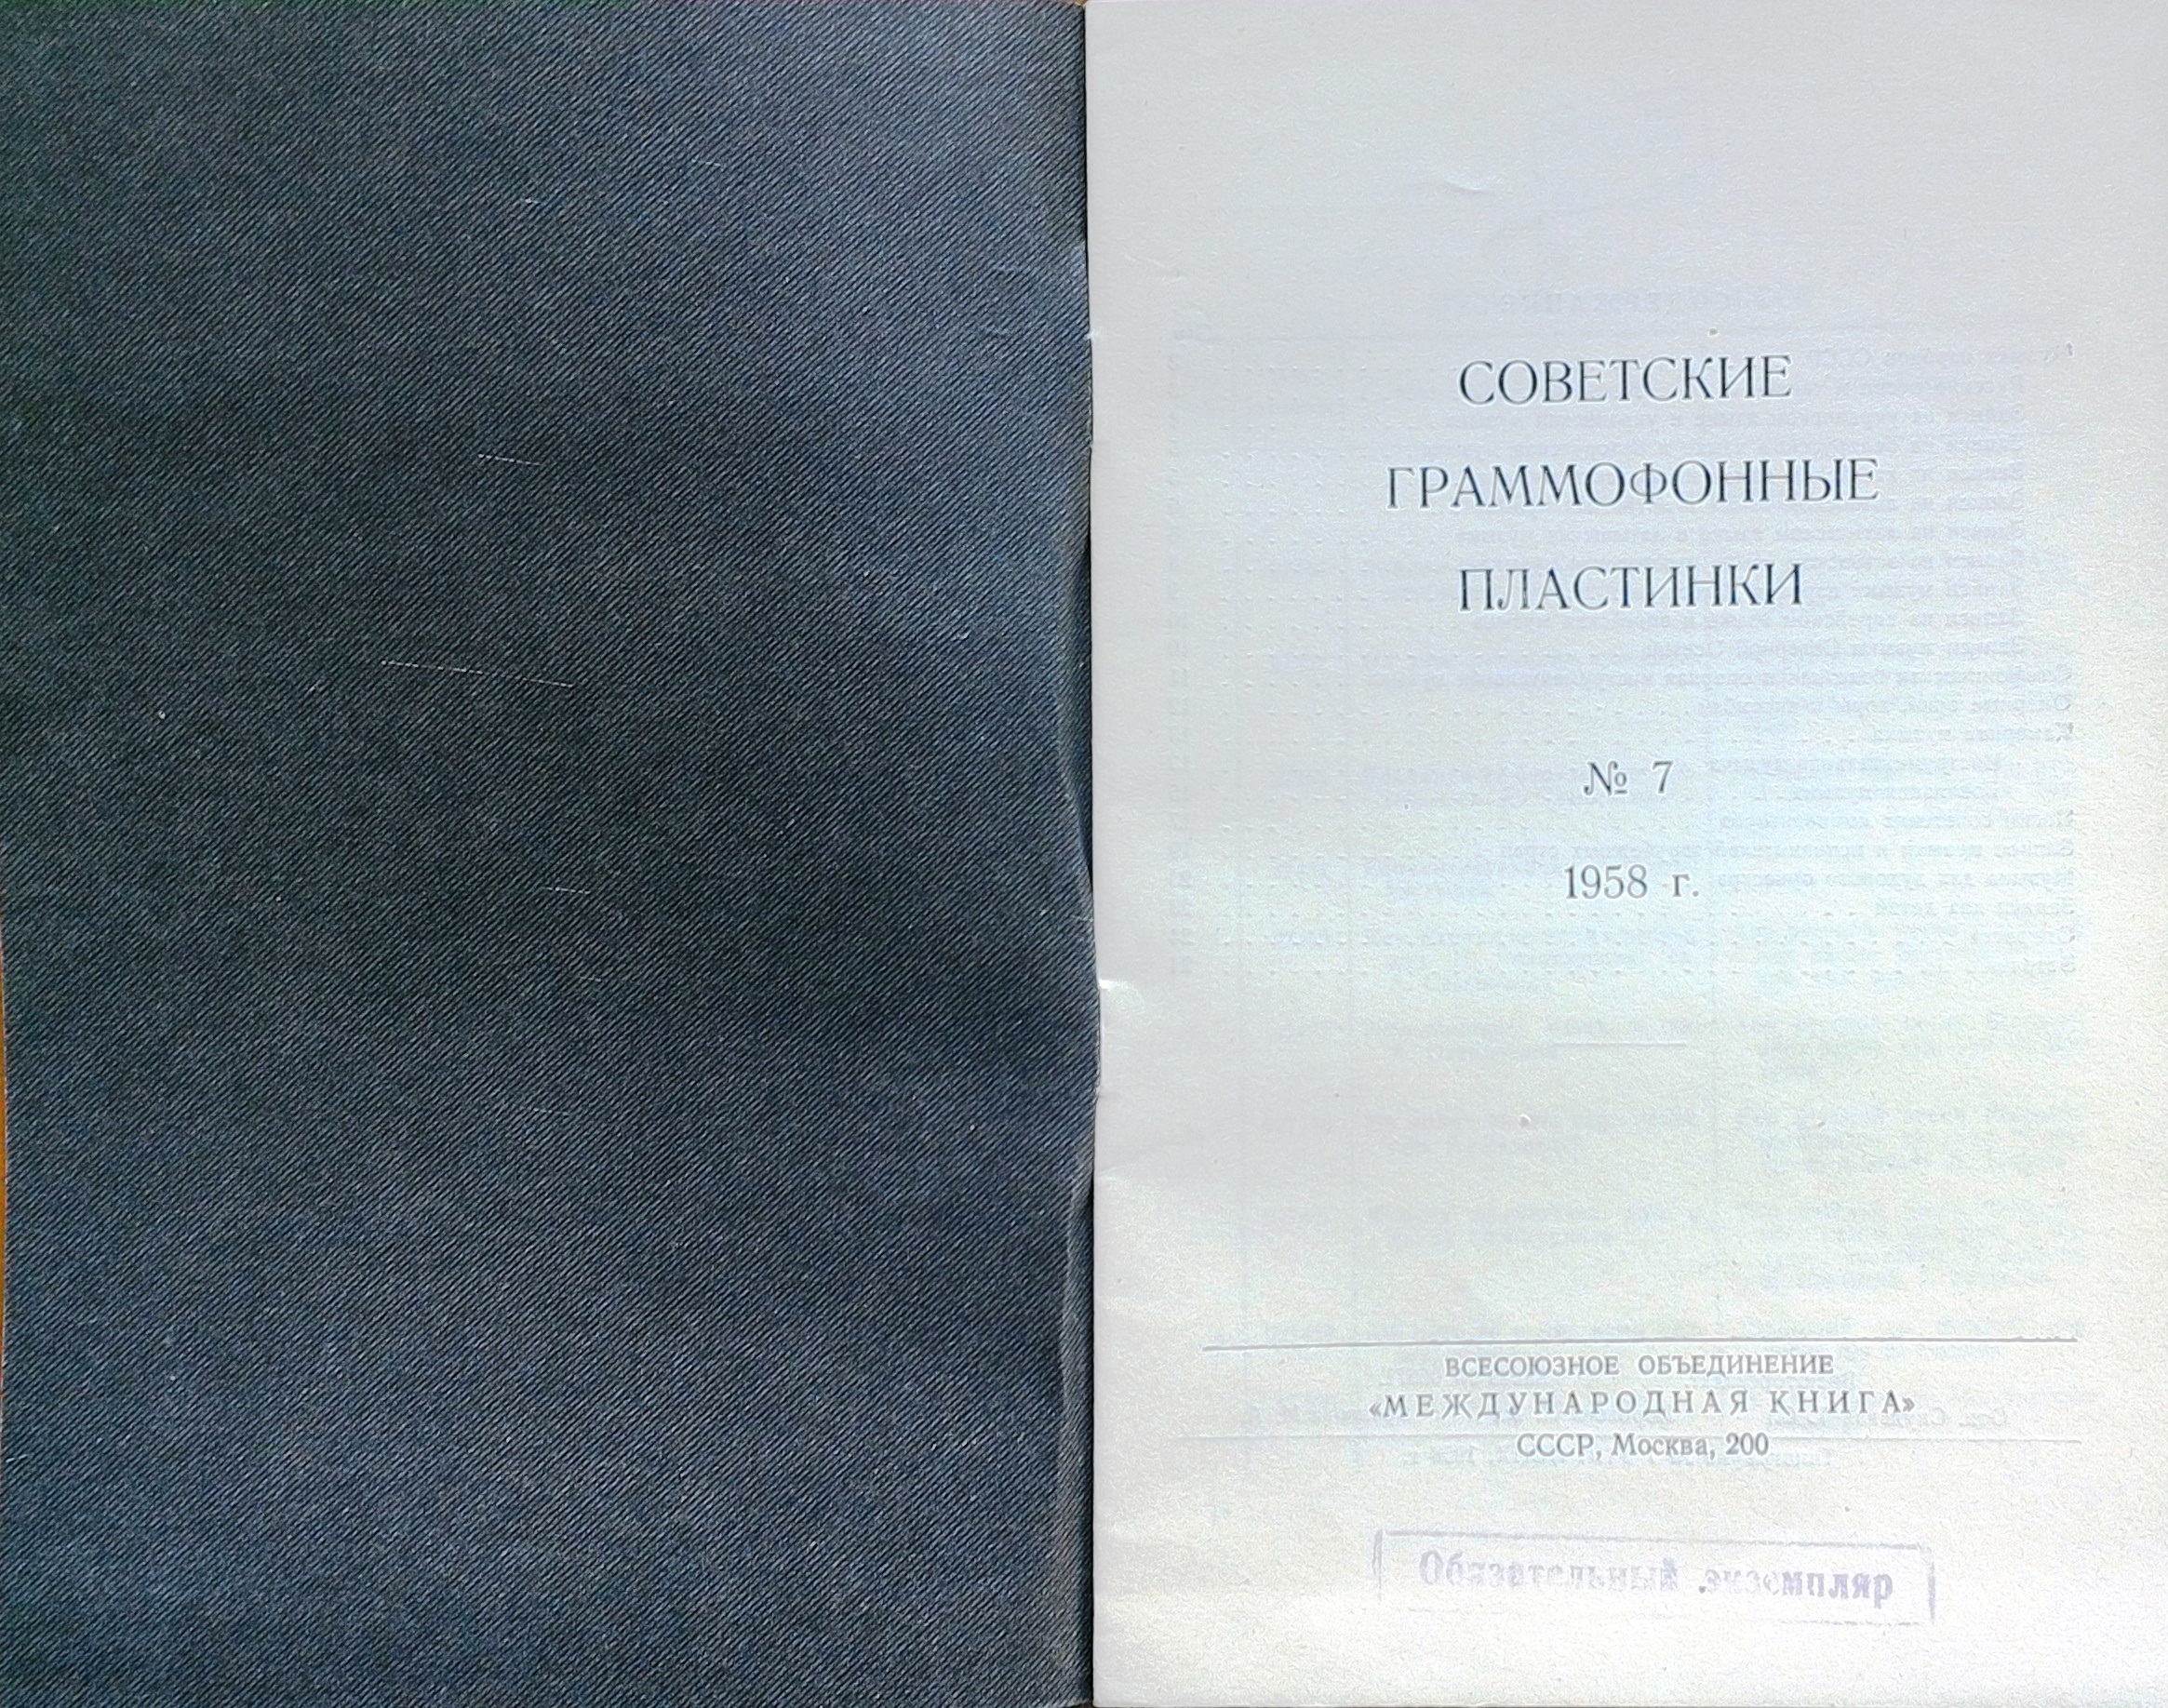 СОВЕТСКИЕ
ГРАММОФОННЫЕ
ПЛАСТИНКИ
№ 7
1958 г.
ВСЕСОЮЗНОЕ ОБЪЕДИНЕНИЕ
«МЕЖДУНАРОДНАЯ КНИГА»
СССР, Москва, 200
Обязательный экземпляр